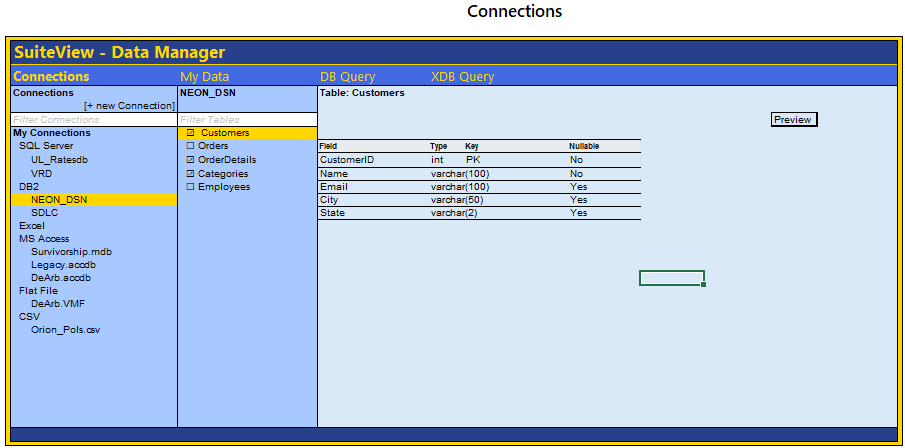 Connections
SuiteView - Data Manager
Connections My Data DB Query XDB Query
Connections NEON_DSN Table: Customers
[+ new Connection]
Filter Connections Filter Tables Preview
My Connections Customers
SQL Server Orders Field Type Key Nullable
UL_Ratesdb OrderDetails CustomerID int PK No
VRD Categories Name varchar(100) No
DB2 Employees Email varchar(100) Yes
NEON_DSN City varchar(50) Yes
SDLC State varchar(2) Yes
Excel
MS Access
Survivorship.mdb
Legacy.accdb
DeArb.accdb
Flat File
DeArb.VMF
CSV
Orion_Pols.csv